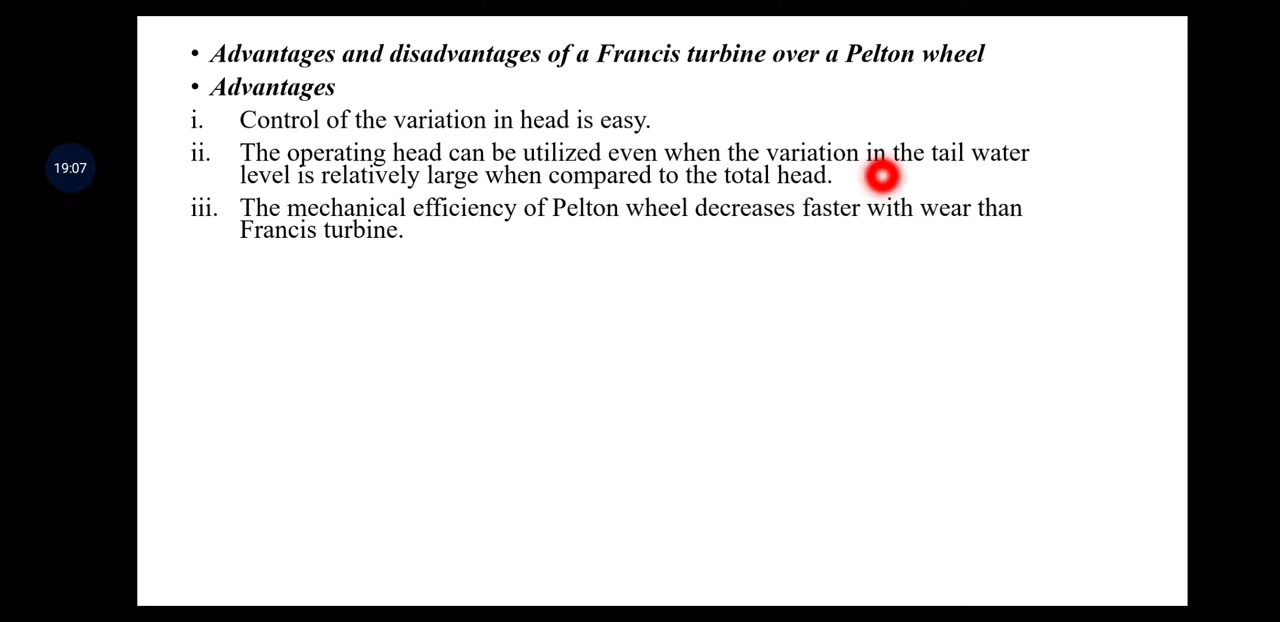 • Advantages and disadvantages of a Francis turbine over a Pelton wheel
• Advantages
i. Control of the variation in head is easy.
ii. The operating head can be utilized even when the variation in the tail water
level is relatively large when compared to the total head.
19:07
iii. The mechanical efficiency of Pelton wheel decreases faster with wear than
Francis turbine.